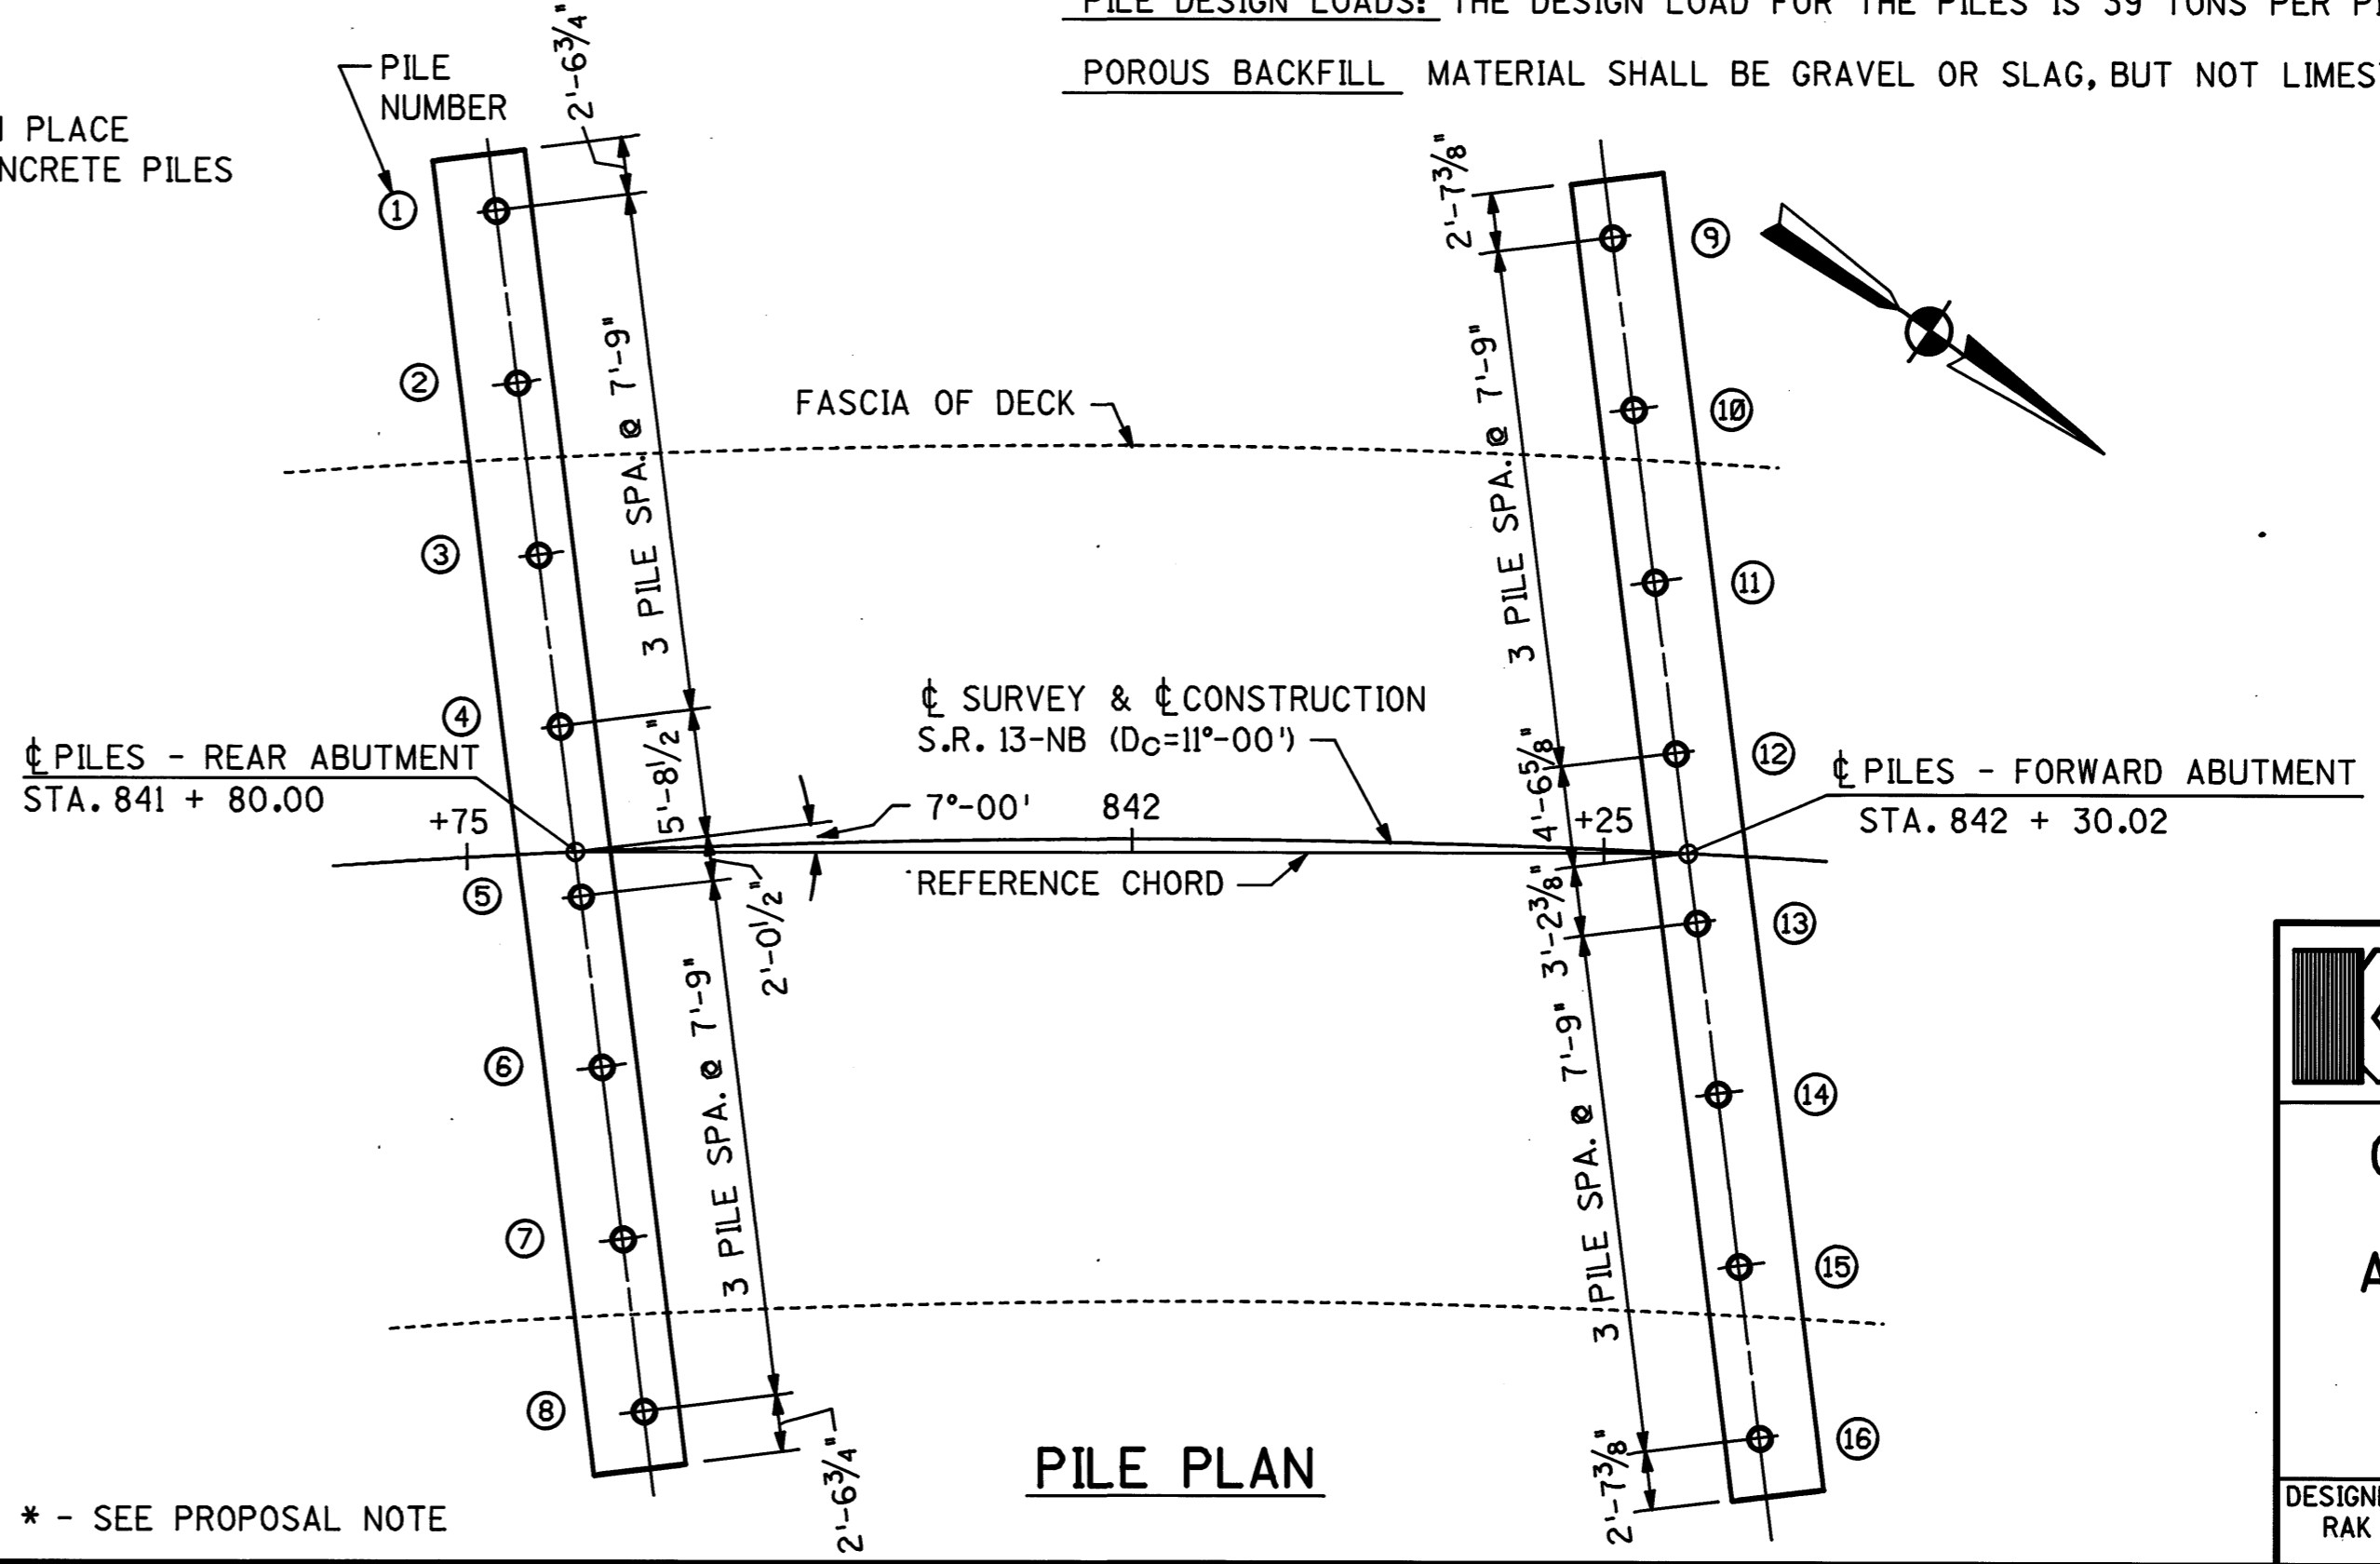 PILE DESIGN LOADS: THE DESIGN LOAD FOR THE PILES IS 39 TONS PER
POROUS BACKFILL MATERIAL SHALL BE GRAVEL OR SLAG, BUT NOT
PLACE
PILES
PILE
NUMBER
2'-6¾"
1
2
3
4
5
6
7
8
3 PILE SPA. @ 7'-9"
5'-8½"
2'-0½"
3 PILE SPA. @ 7'-9"
2'-6¾"
FASCIA OF DECK
℄ SURVEY & ℄ CONSTRUCTION
S.R. 13-NB (DC=11°-00')
℄ PILES - REAR ABUTMENT
STA. 841 + 80.00
+75
7°-00'
842
+25
REFERENCE CHORD
2'-7⅜"
3 PILE SPA. @ 7'-9"
4'-6⅝"
3'-2⅜"
3 PILE SPA. @ 7'-9"
2'-7⅜"
9
10
11
12
13
14
15
16
℄ PILES - FORWARD ABUTMENT
STA. 842 + 30.02
PILE PLAN
* - SEE PROPOSAL NOTE
RAK